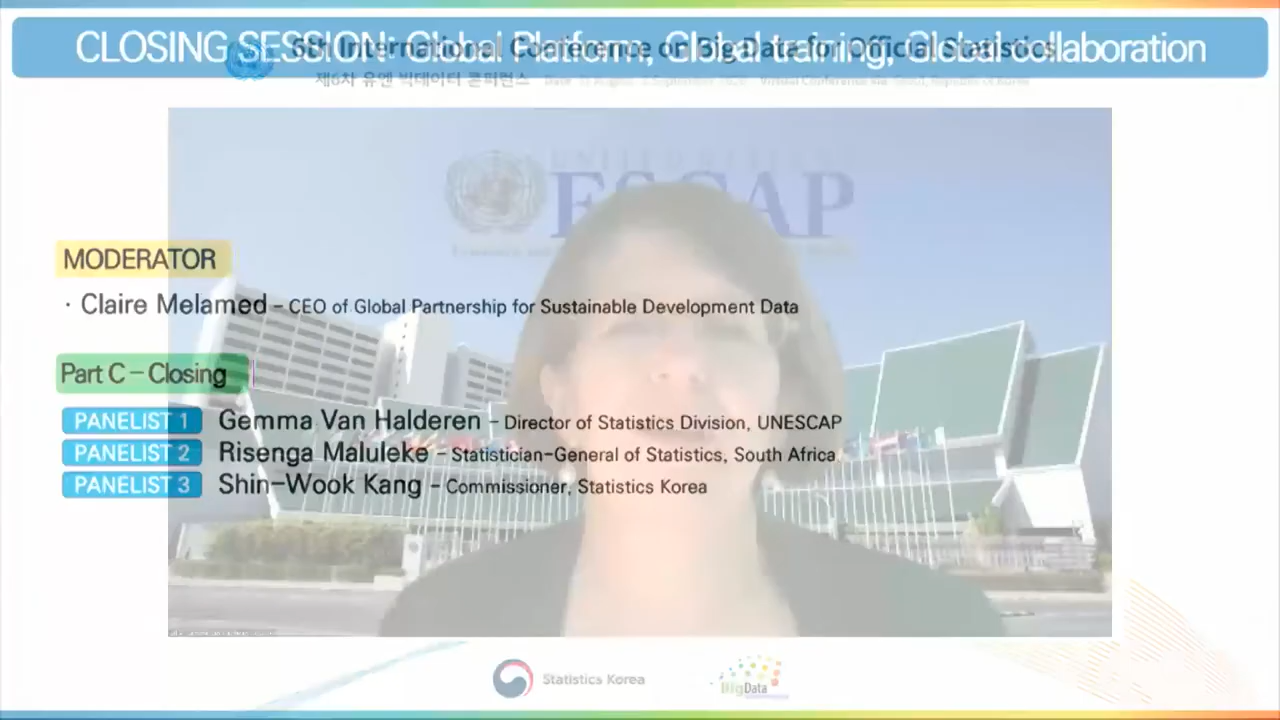 CLOSING SESSION: Global Platform, Global training, Global collaboration
6th International Conference on Big Data for Official Statistics
제6차 유엔 빅데이터 콘퍼런스
ESCAP
MODERATOR
· Claire Melamed - CEO of Global Partnership for Sustainable Development Data
Part C - Closing
PANELIST 1 Gemma Van Halderen - Director of Statistics Division, UNESCAP
PANELIST 2 Risenga Maluleke - Statistician-General of Statistics, South Africa
PANELIST 3 Shin-Wook Kang - Commissioner, Statistics Korea
Statistics Korea
BigData